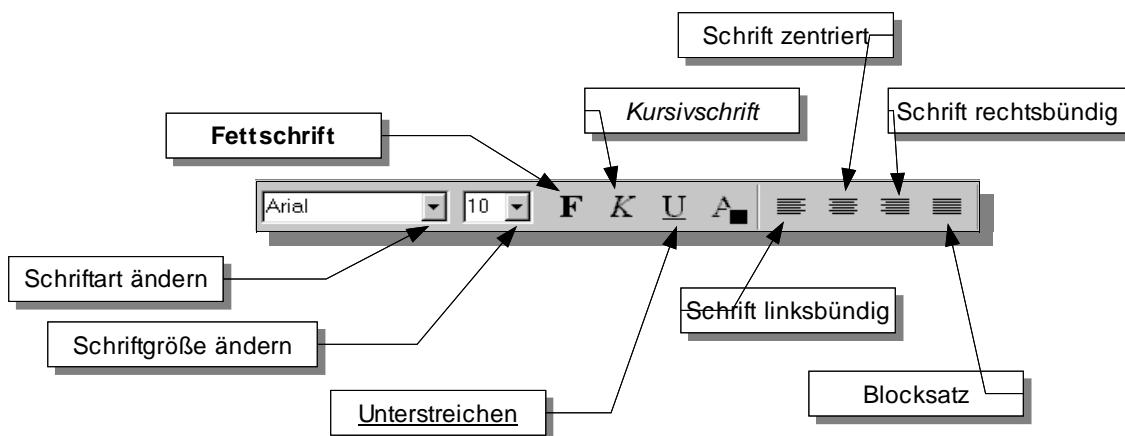 Schrift zentriert
Kursivschrift
Schrift rechtsbündig
Fettschrift
Arial
10
F K U A
Schriftart ändern
Schrift linksbündig
Schriftgröße ändern
Blocksatz
Unterstreichen